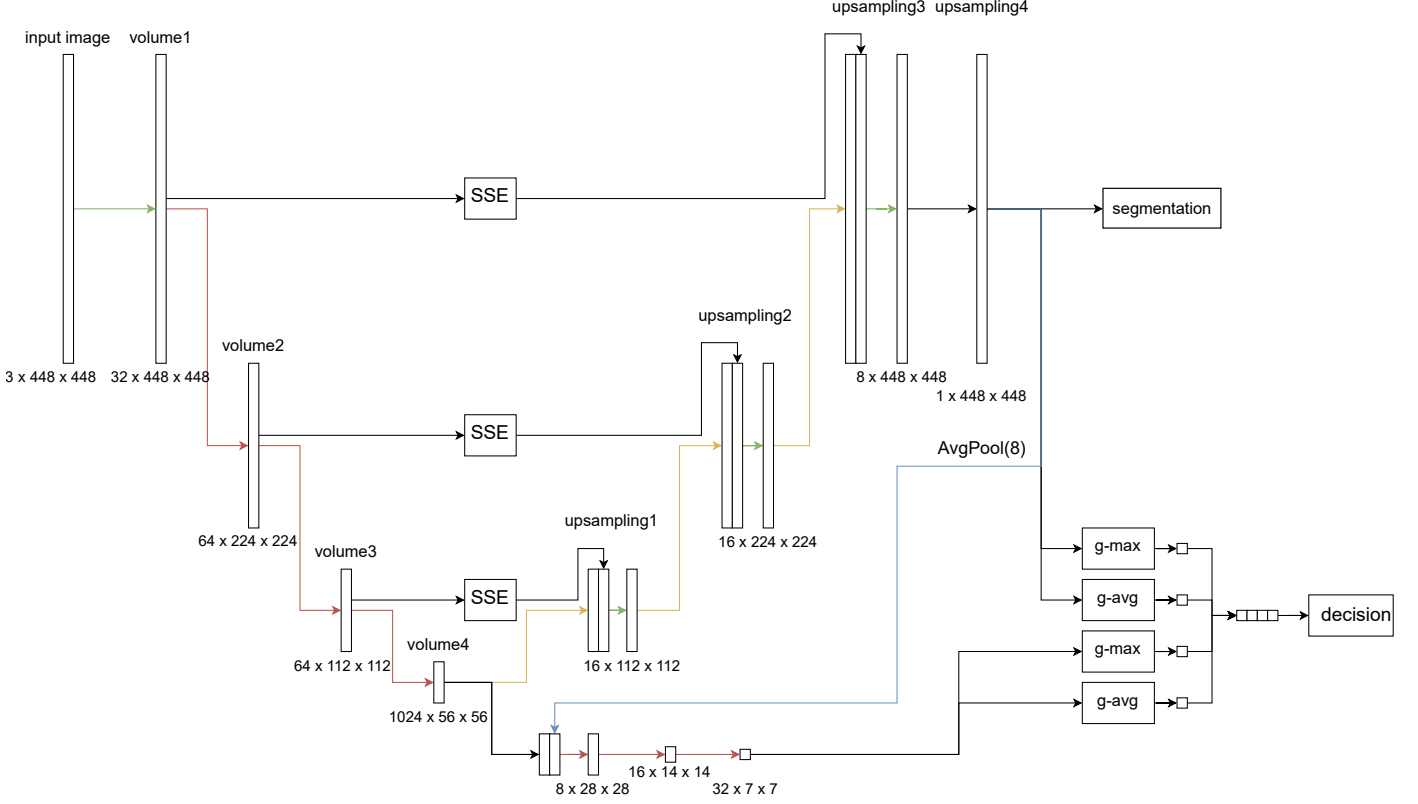 upsampling3 upsampling4
input image volume1
SSE
segmentation
upsampling2
volume2
3 x 448 x 448 32 x 448 x 448 8 x 448 x 448
1 x 448 x 448
SSE
AvgPool(8)
upsampling1
64 x 224 x 224 16 x 224 x 224
volume3 g-max
SSE g-avg
decision
volume4 g-max
64 x 112 x 112 16 x 112 x 112
g-avg
1024 x 56 x 56
16 x 14 x 14
8 x 28 x 28 32 x 7 x 7